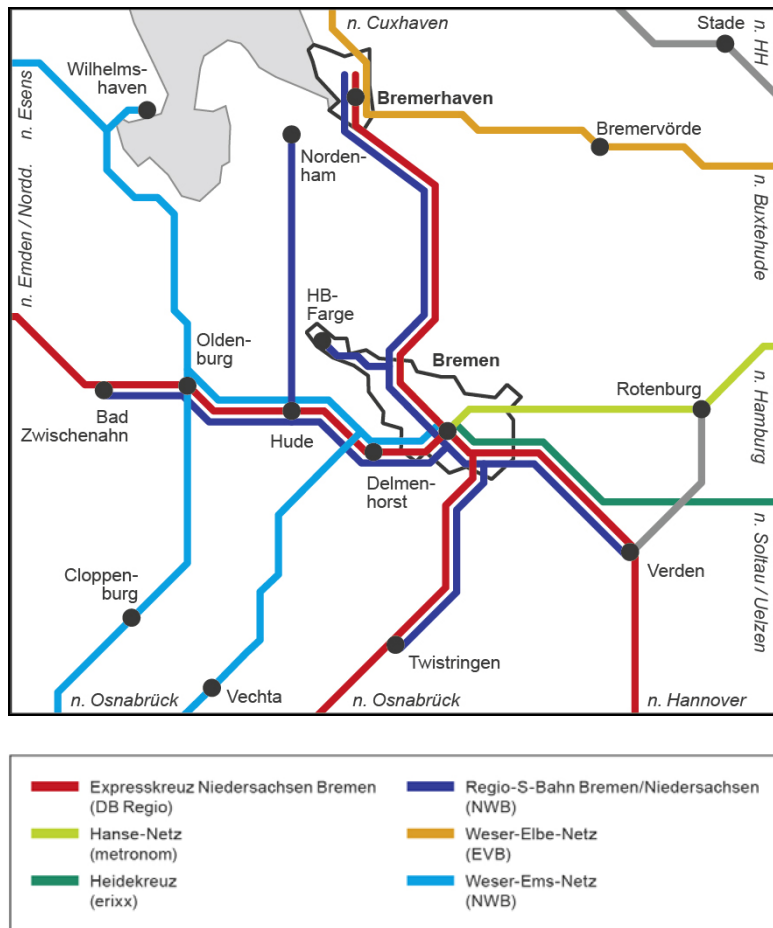 n. Cuxhaven
Stade
n. HH
Wilhelms-
haven
n. Esens
Bremerhaven
Bremervörde
Norden-
ham
n. Buxtehude
n. Emden / Nordd.
HB-
Farge
Olden-
burg
Bremen
Rotenburg
n. Hamburg
Bad
Zwischenahn
Hude
Delmen-
horst
n. Soltau / Uelzen
Verden
Cloppen-
burg
Twistringen
n. Osnabrück
Vechta
n. Osnabrück
n. Hannover
Expresskreuz Niedersachsen Bremen
(DB Regio)
Hanse-Netz
(metronom)
Heidekreuz
(erixx)
Regio-S-Bahn Bremen/Niedersachsen
(NWB)
Weser-Elbe-Netz
(EVB)
Weser-Ems-Netz
(NWB)